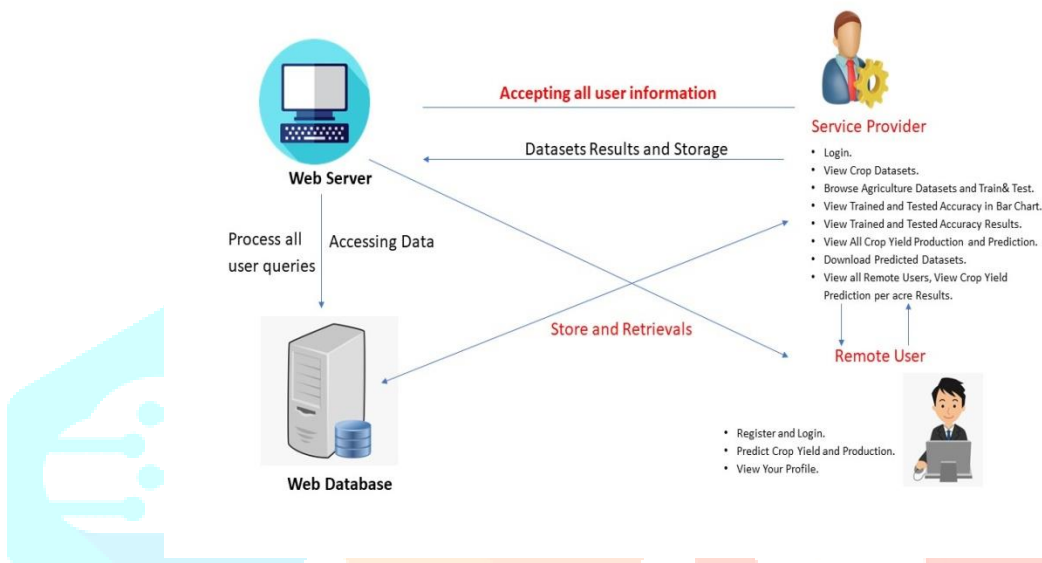 Accepting all user information
Datasets Results and Storage
Web Server
Process all
user queries
Accessing Data
Store and Retrievals
Web Database
Service Provider
• Login.
• View Crop Datasets.
• Browse Agriculture Datasets and Train& Test.
• View Trained and Tested Accuracy in Bar Chart.
• View Trained and Tested Accuracy Results.
• View All Crop Yield Production and Prediction.
• Download Predicted Datasets.
• View all Remote Users, View Crop Yield
Prediction per acre Results.
Remote User
• Register and Login.
• Predict Crop Yield and Production.
• View Your Profile.